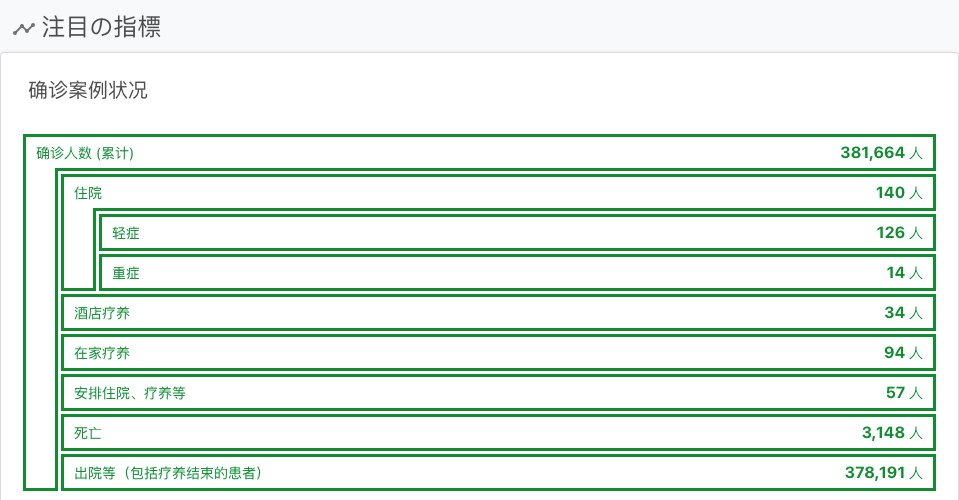 注目の指標
确诊案例状况
确诊人数 (累计) 381,664 人
住院 140 人
轻症 126 人
重症 14 人
酒店疗养 34 人
在家疗养 94 人
安排住院、疗养等 57 人
死亡 3,148 人
出院等（包括疗养结束的患者） 378,191 人